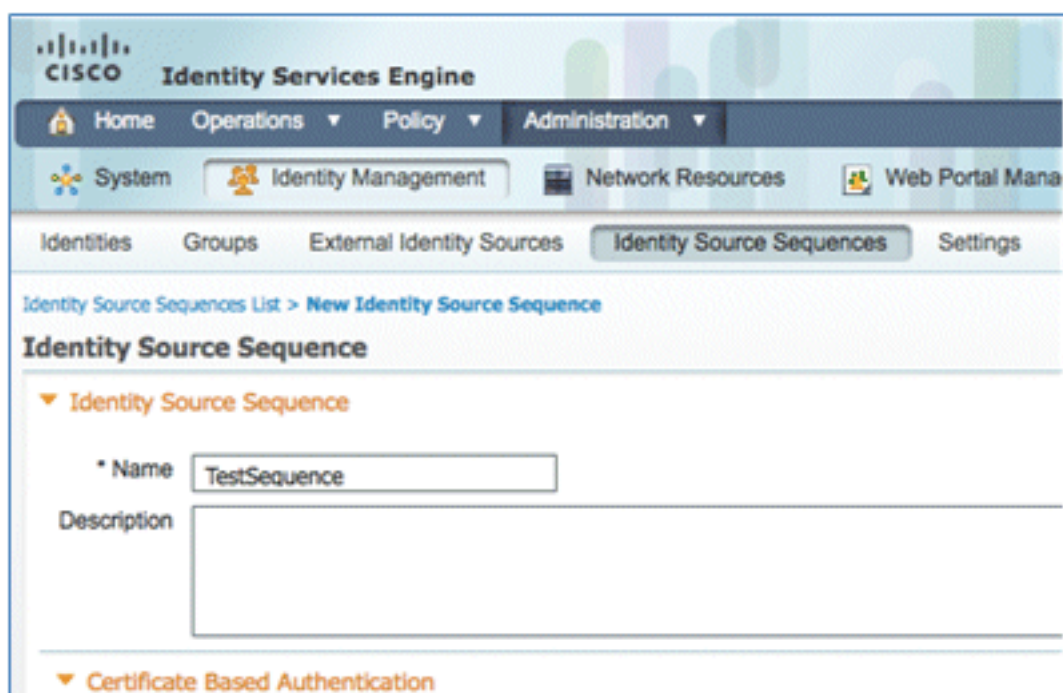 CISCO Identity Services Engine
Home Operations Policy Administration
System Identity Management Network Resources Web Portal Mana
Identities Groups External Identity Sources Identity Source Sequences Settings
Identity Source Sequences List > New Identity Source Sequence
Identity Source Sequence
Identity Source Sequence
* Name TestSequence
Description
Certificate Based Authentication